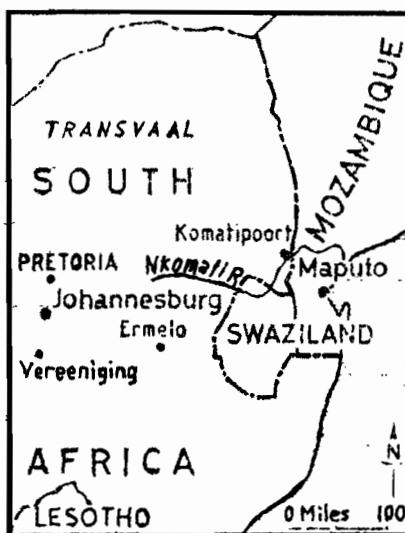 MOZAMBIQUE
TRANSVAAL
SOUTH
Komatipoort
PRETORIA
Nkomati R.
Maputo
Johannesburg
Ermelo
SWAZILAND
Vereeniging
AFRICA
N
LESOTHO
0 Miles 100